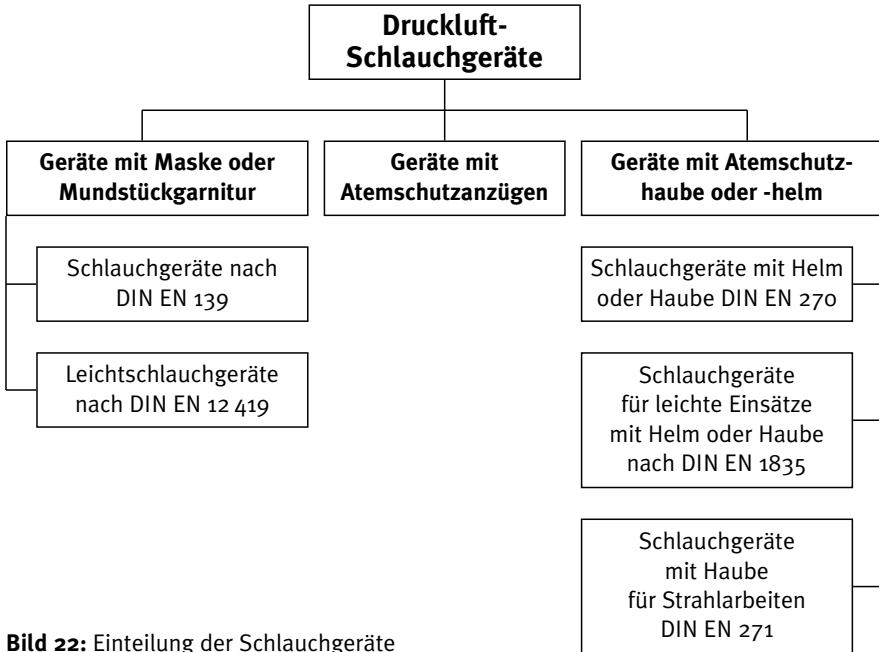 Druckluft-
Schlauchgeräte
Geräte mit Maske oder
Mundstückgarnitur
Geräte mit
Atemschutzanzügen
Geräte mit Atemschutz-
haube oder -helm
Schlauchgeräte nach
DIN EN 139
Schlauchgeräte mit Helm
oder Haube DIN EN 270
Leichtschlauchgeräte
nach DIN EN 12 419
Schlauchgeräte
für leichte Einsätze
mit Helm oder Haube
nach DIN EN 1835
Schlauchgeräte
mit Haube
für Strahlarbeiten
DIN EN 271
Bild 22: Einteilung der Schlauchgeräte